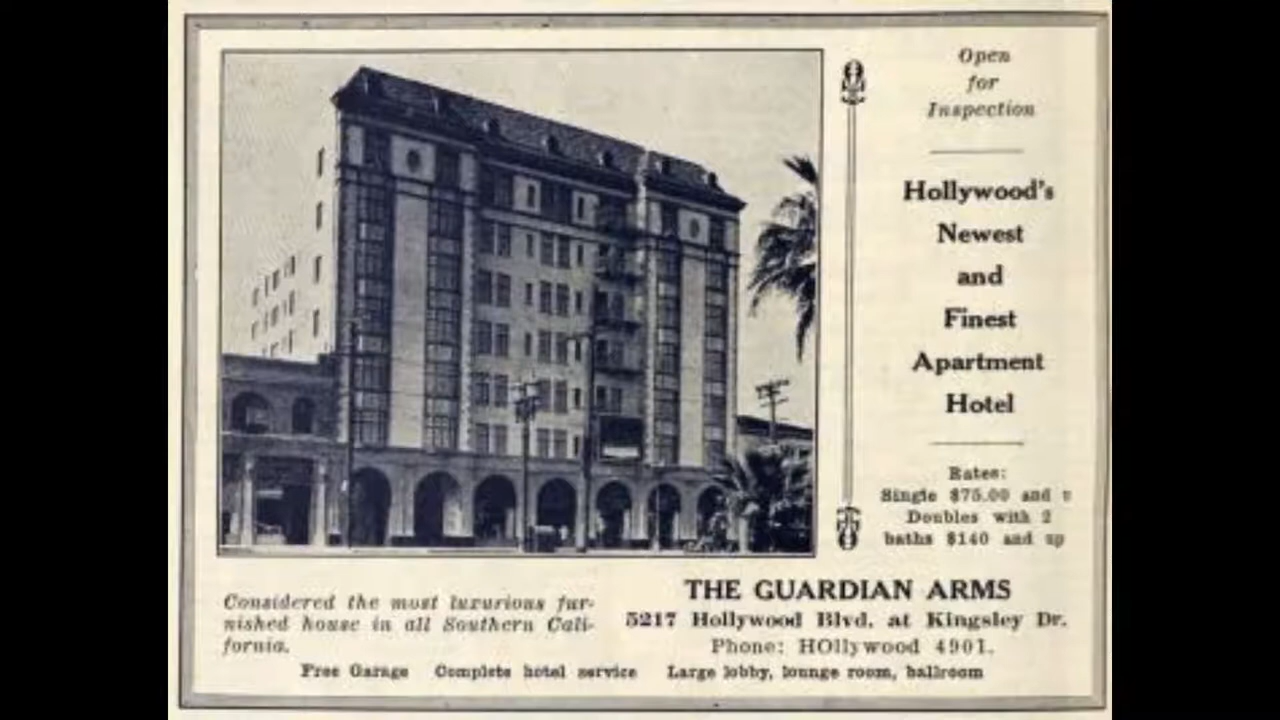 Open
for
Inspection
Hollywood's
Newest
and
Finest
Apartment
Hotel
Rates:
Single $75.00 and
Doubles with 2
baths $140 and up
Considered the most luxurious fur-
nished house in all Southern Cali-
fornia.
THE GUARDIAN ARMS
5217 Hollywood Blvd. at Kingsley Dr.
Phone: HOllywood 4901.
Free Garage Complete hotel service Large lobby, lounge room, ballroom